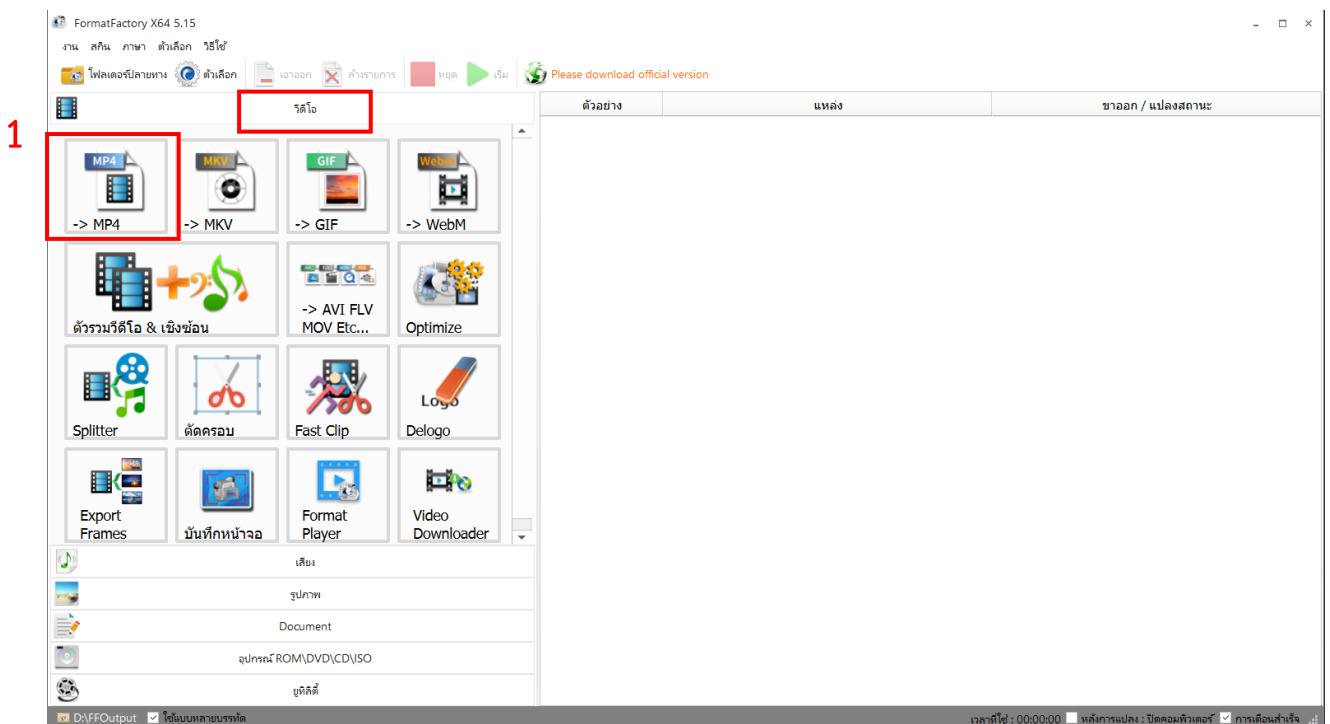 FormatFactory X64 5.15
งาน สกิน ภาษา ตัวเลือก วิธีใช้
โฟลเดอร์ปลายทาง ตัวเลือก เอาออก ล้างรายการ หยุด เริ่ม Please download official version
วิดีโอ
ตัวอย่าง แหล่ง ขาออก / แปลงสถานะ
1
MP4 MKV GIF WebM
-> MP4 -> MKV -> GIF -> WebM
-> AVI FLV
ตัวรวมวีดีโอ & เชิงซ้อน MOV Etc... Optimize
Logo
Splitter ตัดครอบ Fast Clip Delogo
Export Format Video
Frames บันทึกหน้าจอ Player Downloader
เสียง
รูปภาพ
Document
อุปกรณ์ ROM\DVD\CD\ISO
ยูทิลิตี้
D:\FFOutput ใช้แบบหลายบรรทัด เวลาที่ใช้ : 00:00:00 หลังการแปลง : ปิดคอมพิวเตอร์ การเตือนสำเร็จ